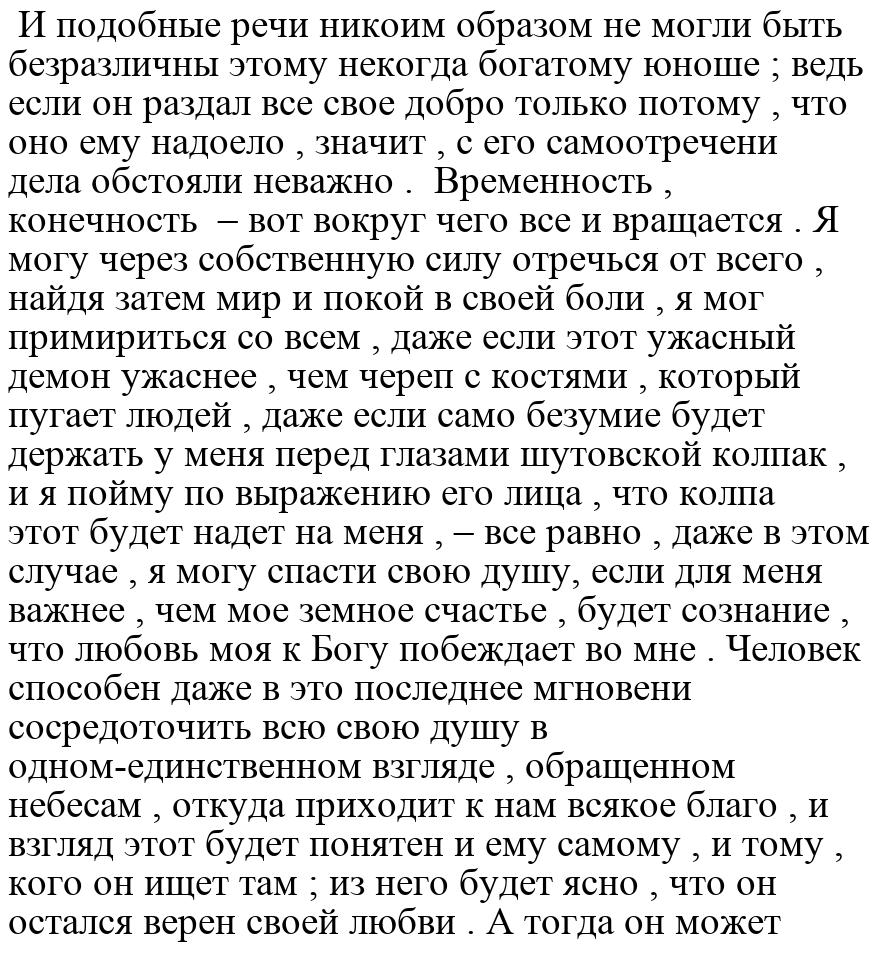 И подобные речи никоим образом не могли быть
безразличны этому некогда богатому юноше ; ведь
если он раздал все свое добро только потому , что
оно ему надоело , значит , с его самоотречени
дела обстояли неважно .  Временность ,
конечность  – вот вокруг чего все и вращается . Я
могу через собственную силу отречься от всего ,
найдя затем мир и покой в своей боли , я мог
примириться со всем , даже если этот ужасный
демон ужаснее , чем череп с костями , который
пугает людей , даже если само безумие будет
держать у меня перед глазами шутовской колпак ,
и я пойму по выражению его лица , что колпа
этот будет надет на меня , – все равно , даже в этом
случае , я могу спасти свою душу, если для меня
важнее , чем мое земное счастье , будет сознание ,
что любовь моя к Богу побеждает во мне . Человек
способен даже в это последнее мгновени
сосредоточить всю свою душу в
одном-единственном взгляде , обращенном
небесам , откуда приходит к нам всякое благо , и
взгляд этот будет понятен и ему самому , и тому ,
кого он ищет там ; из него будет ясно , что он
остался верен своей любви . А тогда он может